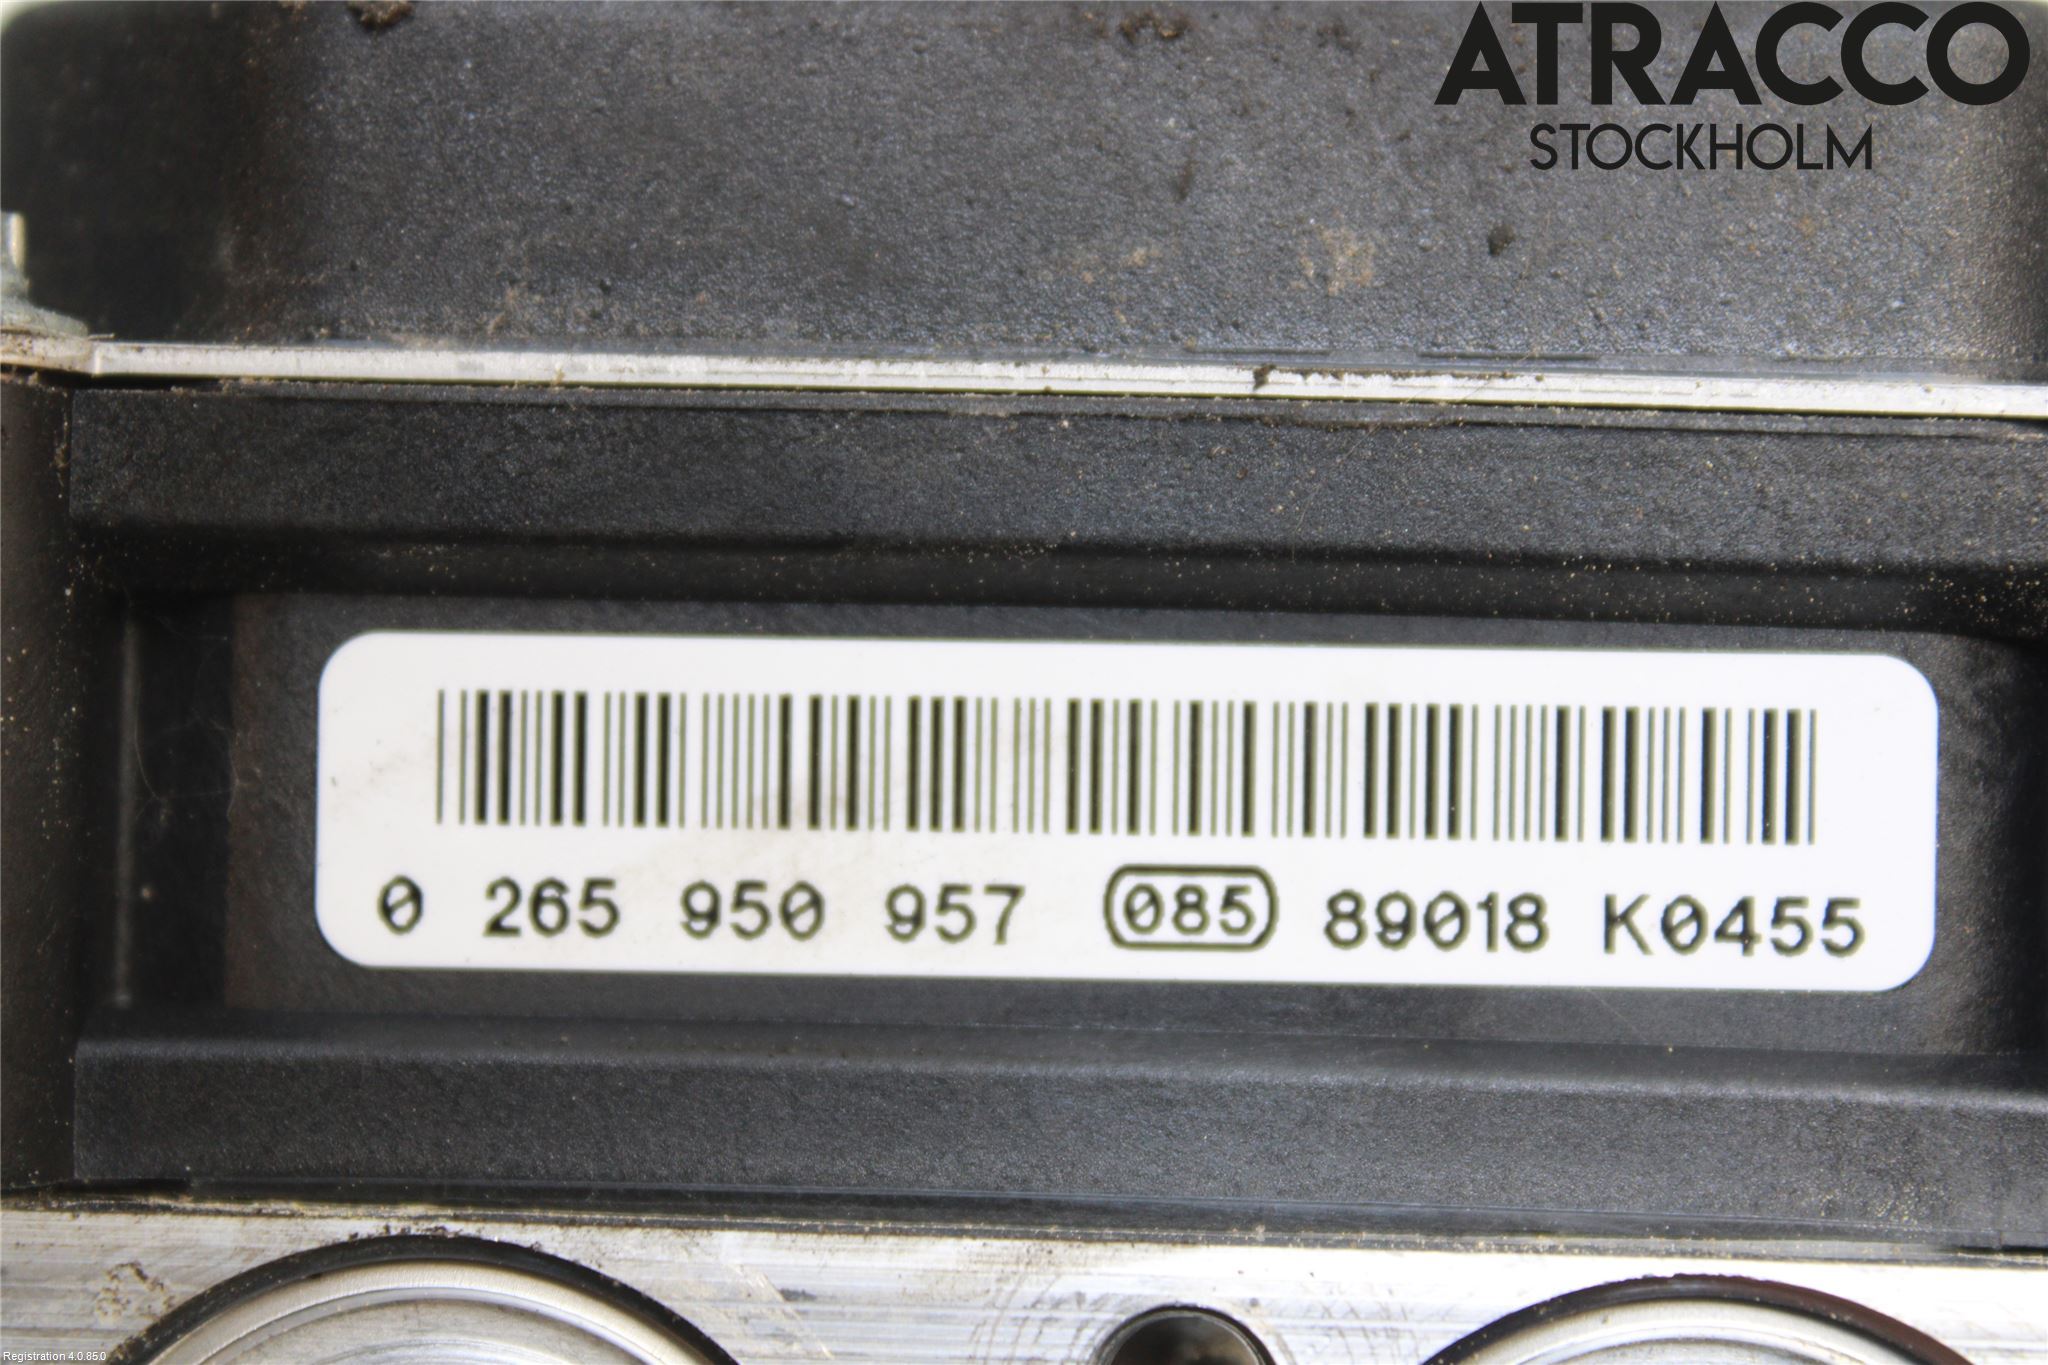 ATRACCO
STOCKHOLM
0 265 950 957 085 89018 K0455
Registration 4.0.85.0